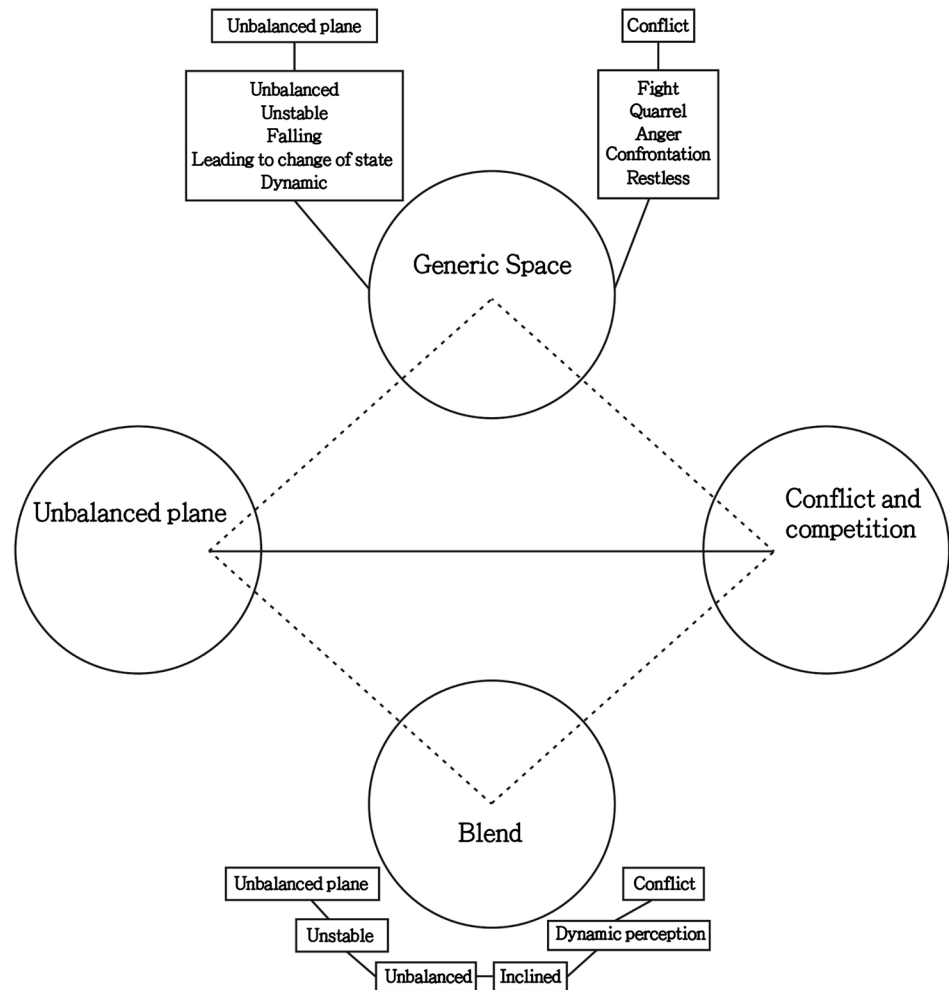 Unbalanced plane
Conflict
Unbalanced
Unstable
Falling
Leading to change of state
Dynamic
Fight
Quarrel
Anger
Confrontation
Restless
Generic Space
Unbalanced plane
Conflict and
competition
Blend
Unbalanced plane
Conflict
Unstable
Dynamic perception
Unbalanced
Inclined